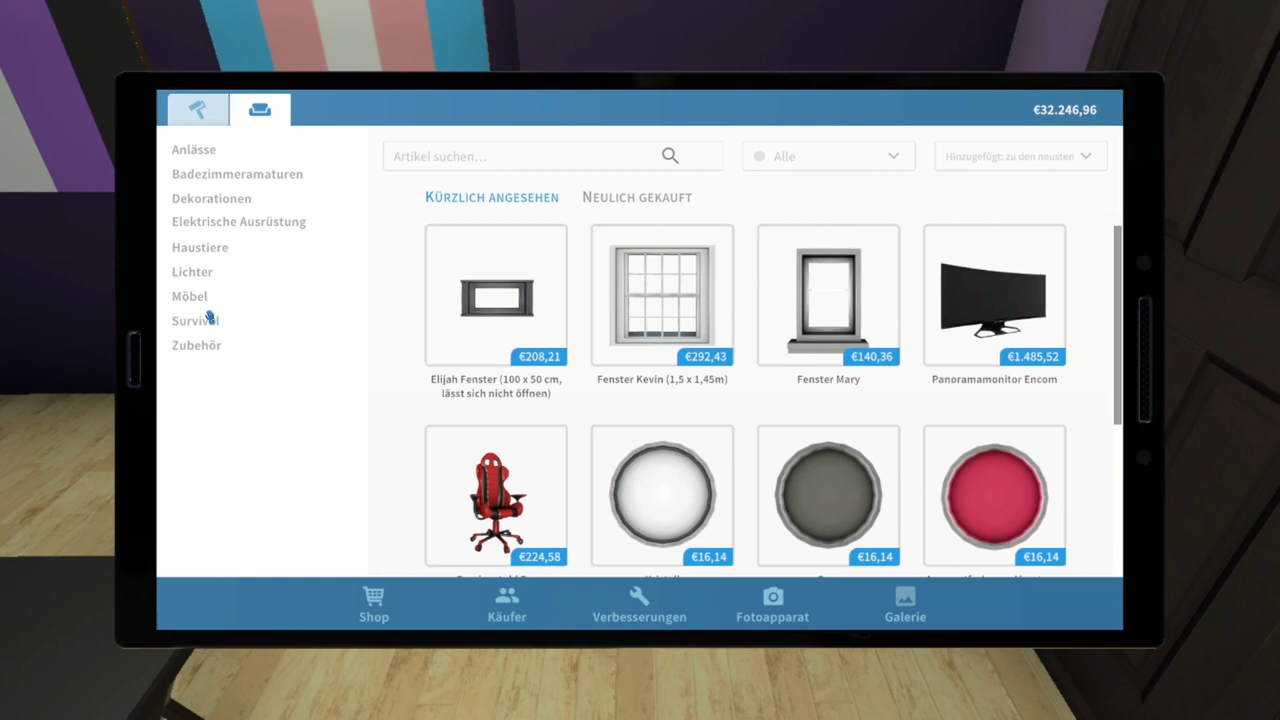 €32.246,96
Anlässe
Badezimmeramaturen
Dekorationen
Elektrische Ausrüstung
Haustiere
Lichter
Möbel
Survival
Zubehör
Artikel suchen...
Alle
Hinzugefügt: zu den neusten
KÜRZLICH ANGESEHEN
NEULICH GEKAUFT
€208,21
Elijah Fenster (100 x 50 cm,
lässt sich nicht öffnen)
€292,43
Fenster Kevin (1,5 x 1,45m)
€140,36
Fenster Mary
€1.485,52
Panoramamonitor Encom
€224,58
€16,14
€16,14
€16,14
Shop
Käufer
Verbesserungen
Fotoapparat
Galerie